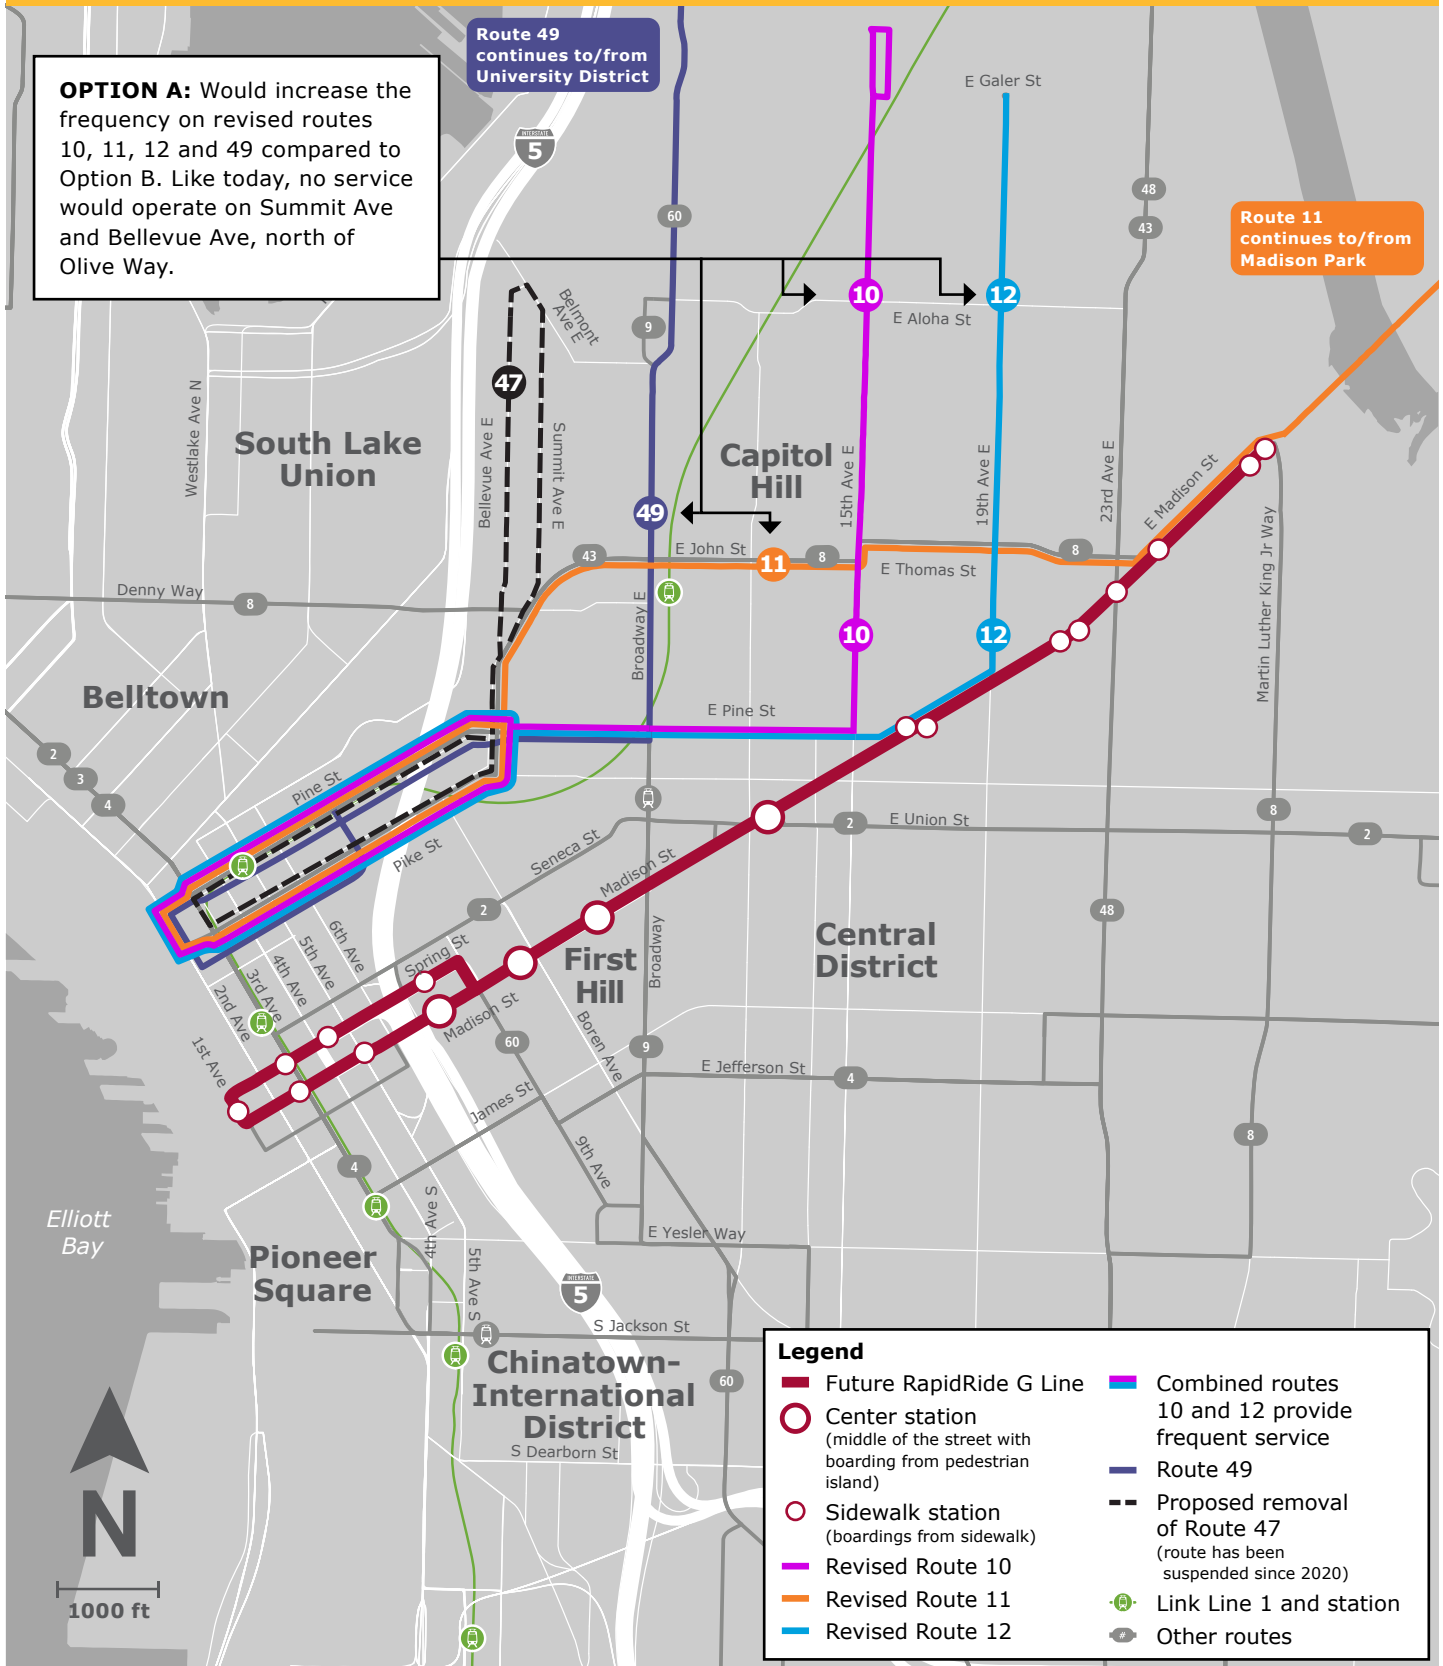 Route 49
continues to/from
University District
OPTION A: Would increase the
frequency on revised routes
10, 11, 12 and 49 compared to
Option B. Like today, no service
would operate on Summit Ave
and Bellevue Ave, north of
Olive Way.
INTERSTATE
5
E Galer St
48
43
60
Route 11
continues to/from
Madison Park
10
12
E Aloha St
Belmont
Ave E
9
47
Westlake Ave N
South Lake
Union
Bellevue Ave E
Summit Ave E
Capitol
Hill
15th Ave E
19th Ave E
23rd Ave E
E Madison St
49
43
E John St
8
11
8
E Thomas St
Martin Luther King Jr Way
Denny Way
8
Broadway E
10
12
Belltown
E Pine St
2
3
4
Pine St
Pike St
Seneca St
2
E Union St
8
2
Madison St
2
48
6th Ave
5th Ave
4th Ave
3rd Ave
2nd Ave
1st Ave
Spring St
First
Hill
Broadway
Central
District
Madison St
60
Boren Ave
9
E Jefferson St
4
James St
9th Ave
8
4
Elliott
Bay
4th Ave S
5th Ave S
E Yesler Way
Pioneer
Square
INTERSTATE
5
S Jackson St
Chinatown-
International
District
60
S Dearborn St
N
1000 ft
Legend
Future RapidRide G Line
Center station
(middle of the street with
boarding from pedestrian
island)
Sidewalk station
(boardings from sidewalk)
Revised Route 10
Revised Route 11
Revised Route 12
Combined routes
10 and 12 provide
frequent service
Route 49
Proposed removal
of Route 47
(route has been
suspended since 2020)
Link Line 1 and station
#
Other routes